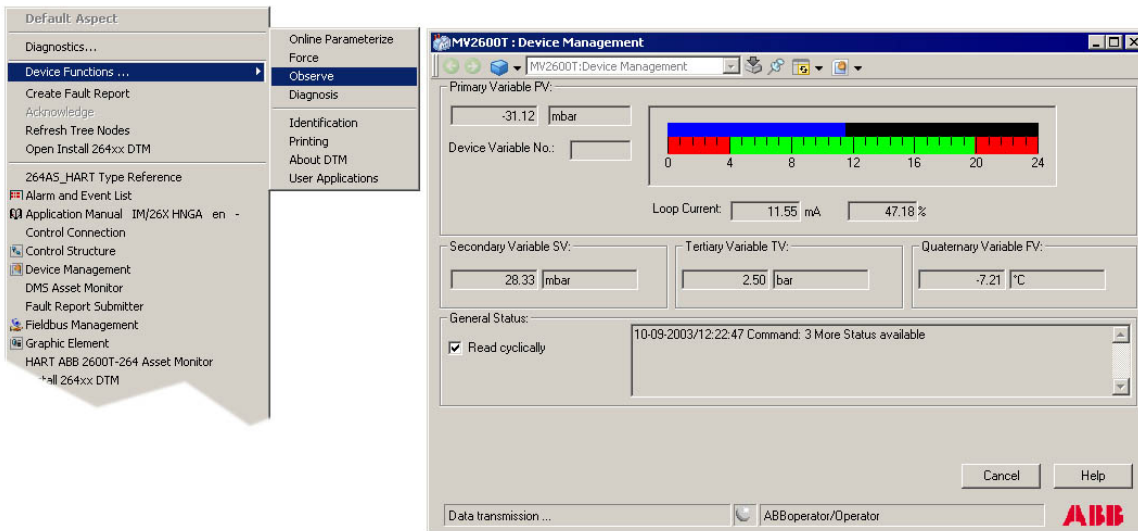 Default Aspect
Diagnostics...
Device Functions ...
Create Fault Report
Acknowledge
Refresh Tree Nodes
Open Install 264xx DTM
264AS_HART Type Reference
Alarm and Event List
Application Manual IM/26X HNGA en -
Control Connection
Control Structure
Device Management
DMS Asset Monitor
Fault Report Submitter
Fieldbus Management
Graphic Element
HART ABB 2600T-264 Asset Monitor
264xx DTM
Online Parameterize
Force
Observe
Diagnosis
Identification
Printing
About DTM
User Applications
MV2600T : Device Management
MV2600T:Device Management
Primary Variable PV:
-31.12 mbar
Device Variable No.:
0 4 8 12 16 20 24
Loop Current: 11.55 mA 47.18 %
Secondary Variable SV: Tertiary Variable TV: Quaternary Variable FV:
28.33 mbar 2.50 bar -7.21 °C
General Status:
10-09-2003/12:22:47 Command: 3 More Status available
Read cyclically
Cancel Help
Data transmission ... ABBoperator/Operator
ABB